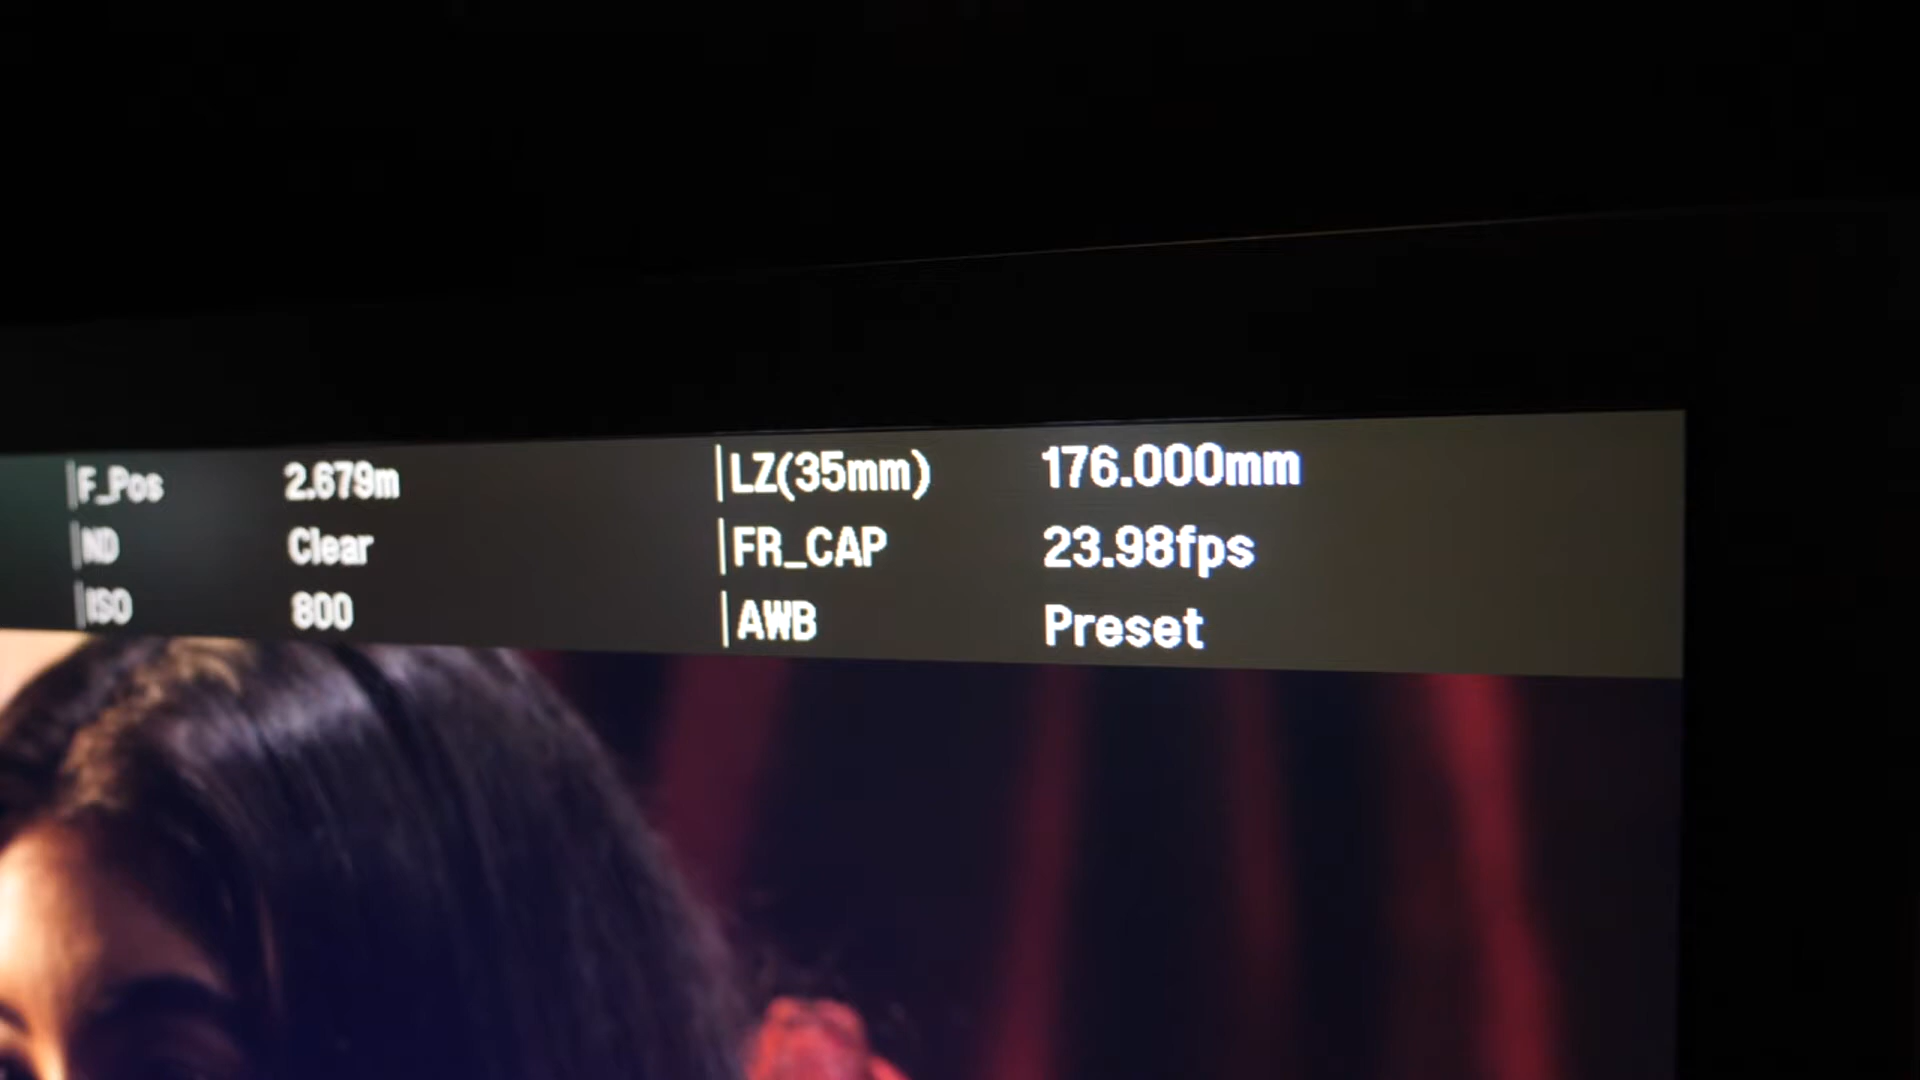 |F_Pos 2.679m |LZ(35mm) 176.000mm
|ND Clear |FR_CAP 23.98fps
|ISO 800 |AWB Preset